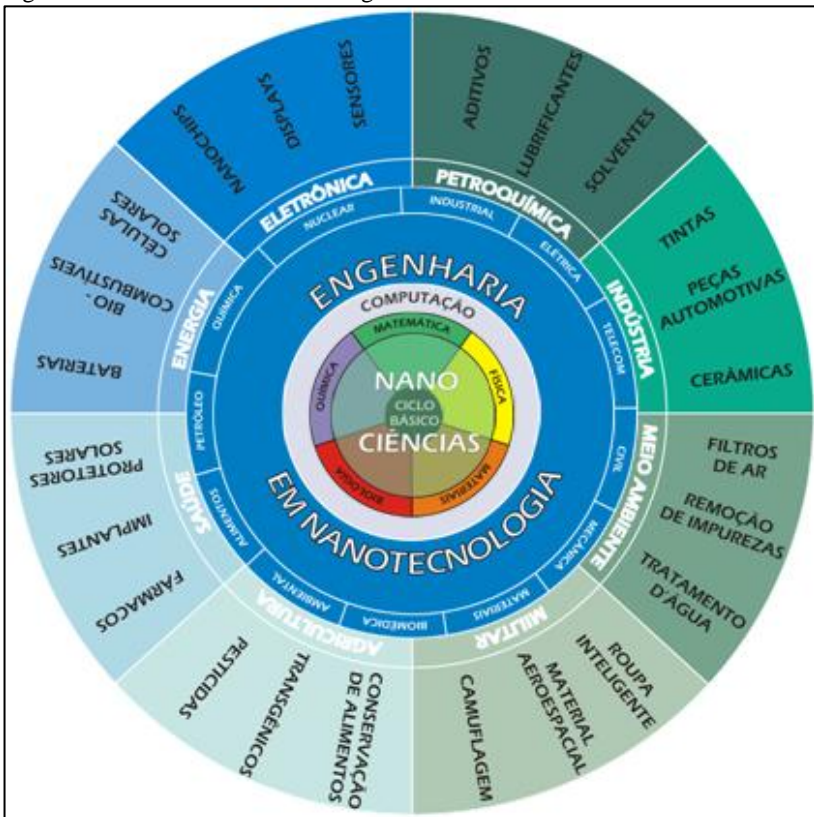 NANOCHIPS
DISPLAYS
SENSORES
ADITIVOS
LUBRIFICANTES
SOLVENTES
TINTAS
PEÇAS
AUTOMOTIVAS
CERÂMICAS
FILTROS
DE AR
REMOÇÃO
DE IMPUREZAS
TRATAMENTO
D'ÁGUA
ROUPA
INTELIGENTE
MATERIAL
AEROESPACIAL
CAMUFLAGEM
CONSERVAÇÃO
DE ALIMENTOS
TRANSGÊNICOS
PESTICIDAS
FÁRMACOS
IMPLANTES
PROTETORES
SOLARES
BATERIAS
BIO-
COMBUSTÍVEIS
CÉLULAS
SOLARES
ELETRÔNICA
PETROQUÍMICA
INDÚSTRIA
MEIO AMBIENTE
MILITAR
AGRICULTURA
SAÚDE
ENERGIA
NUCLEAR
INDUSTRIAL
ELÉTRICA
TELECOM
CIVIL
MECÂNICA
MATERIAIS
BIOMÉDICA
AMBIENTAL
ALIMENTOS
PETRÓLEO
QUÍMICA
ENGENHARIA
EM NANOTECNOLOGIA
COMPUTAÇÃO
MATEMÁTICA
FÍSICA
MATERIAIS
BIOLOGIA
QUÍMICA
NANO
CICLO
BÁSICO
CIÊNCIAS